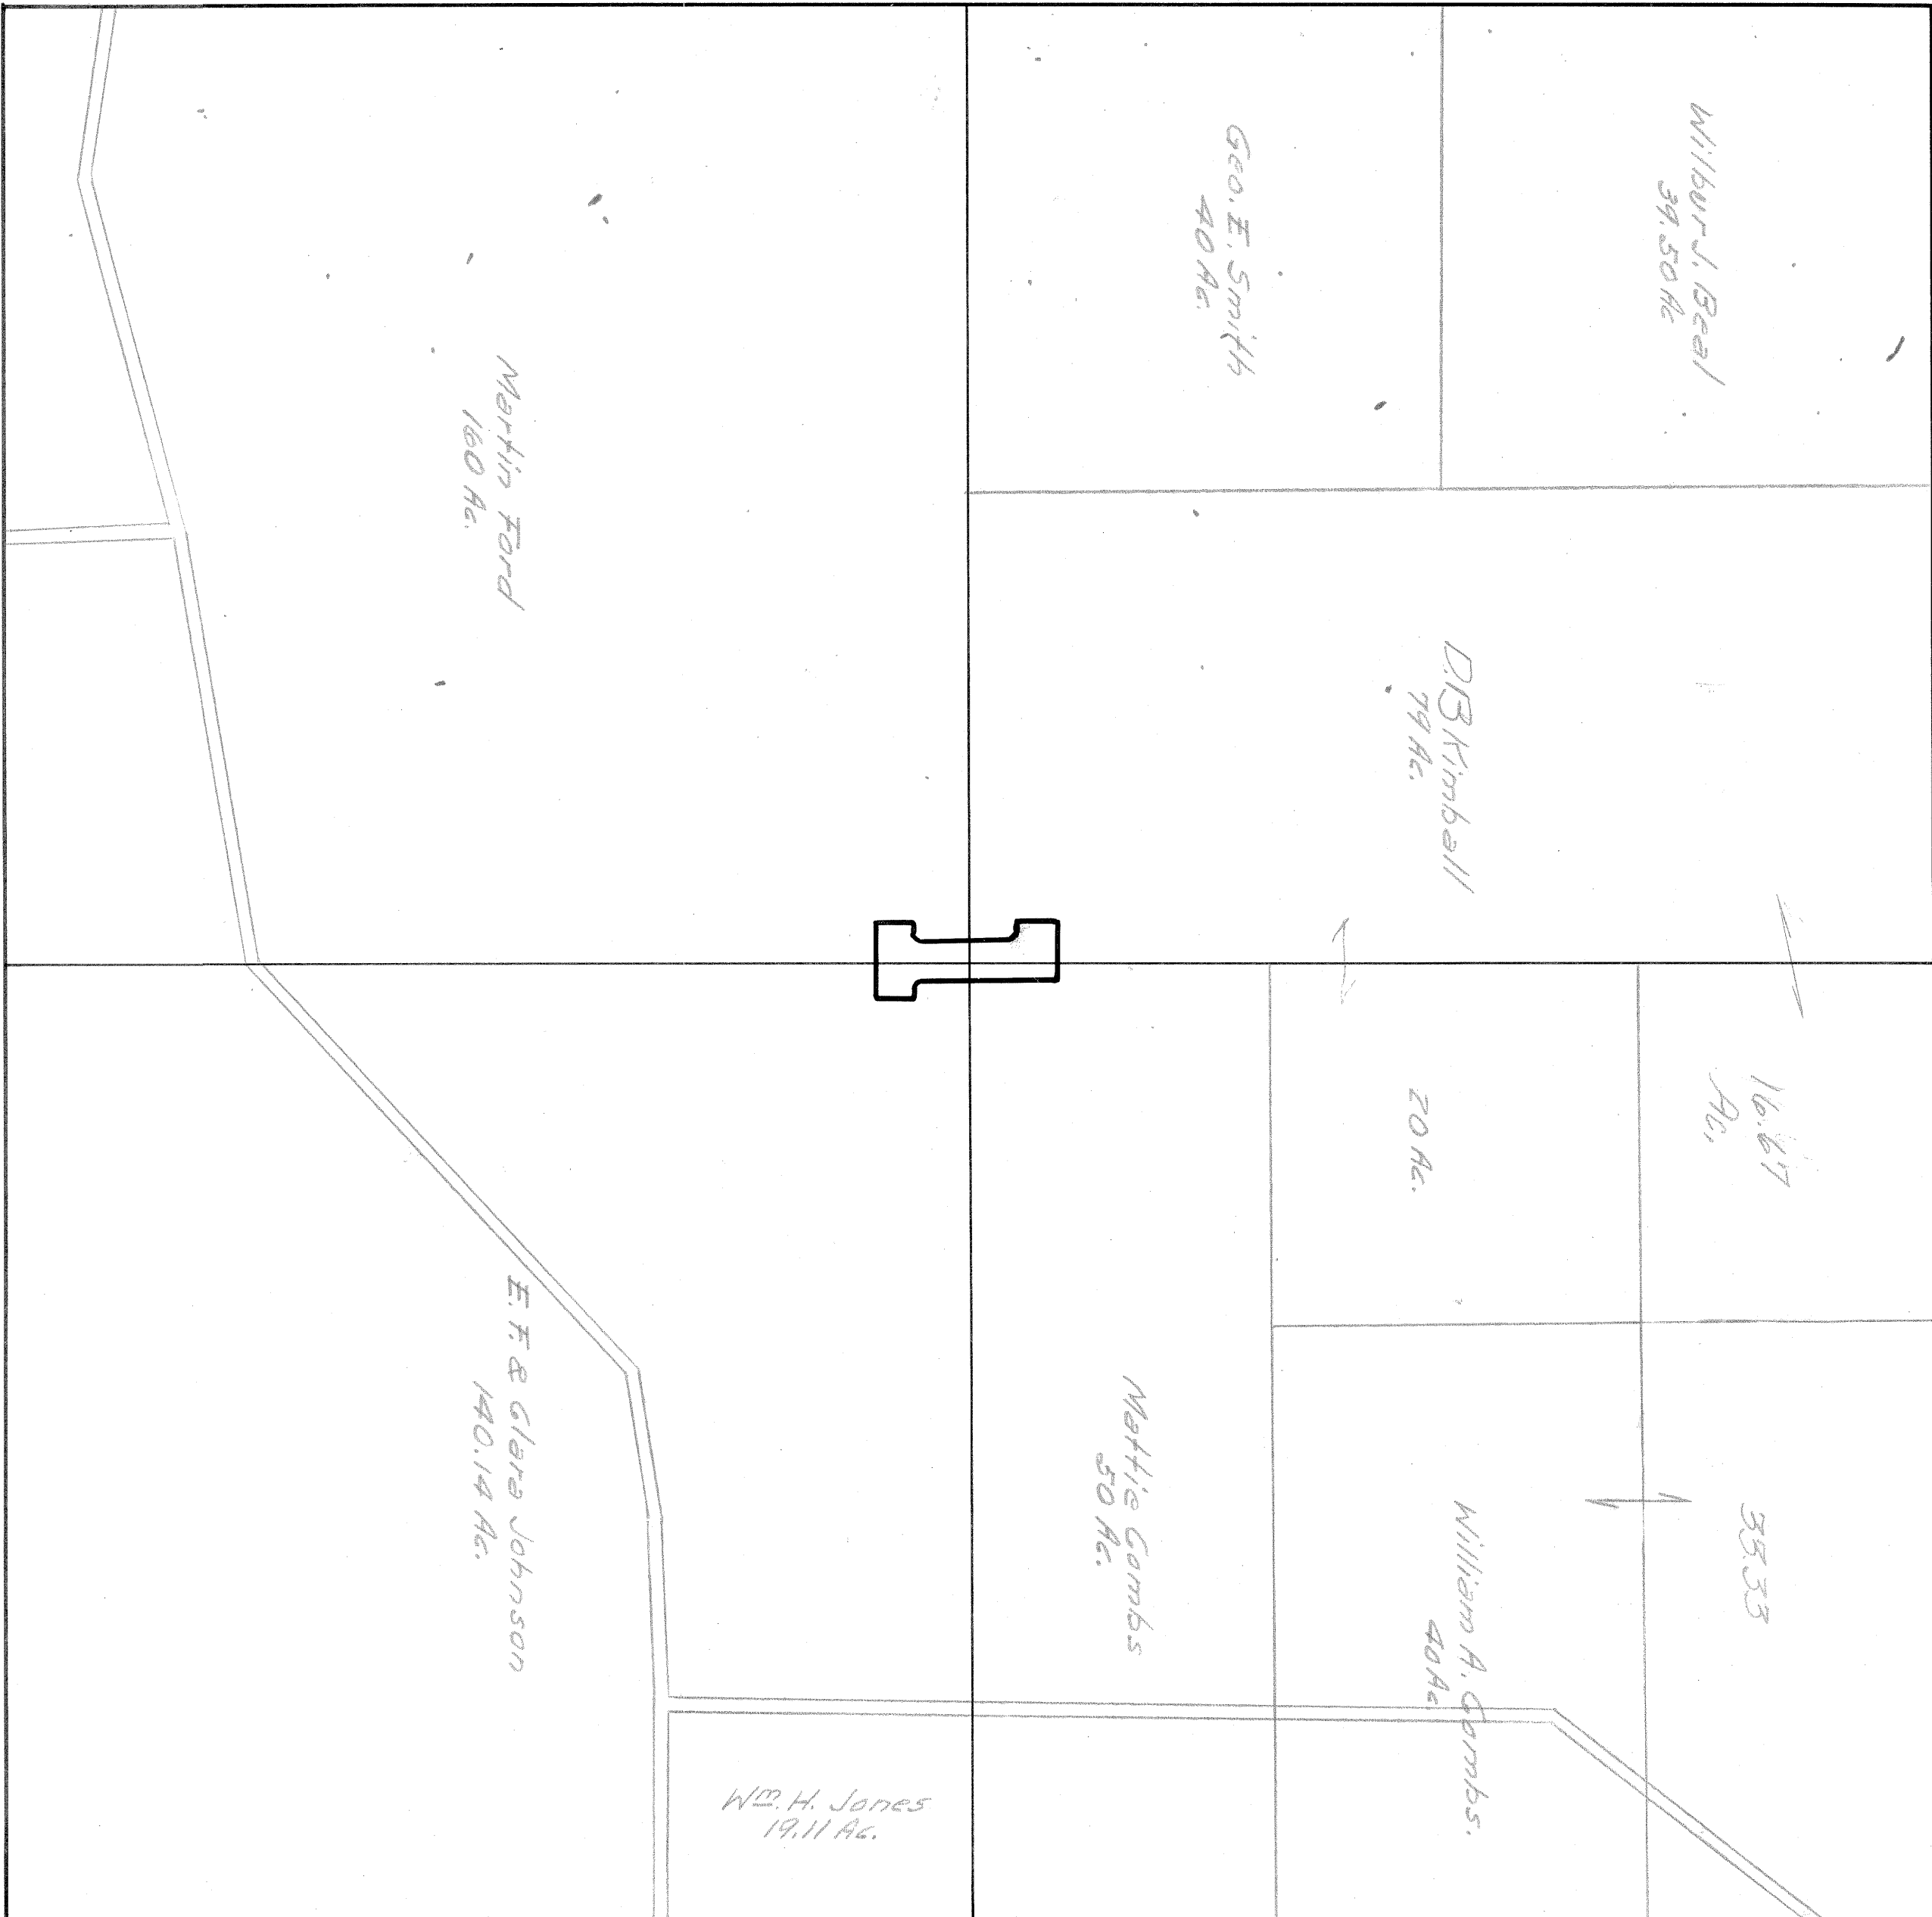 Wilbur J. Beal
39.50 Ac
Geo. E. Smith
40 Ac.
Martin Ford
160 Ac.
D.B Kimball
79 Ac.
16.67
Ac.
20 Ac.
35.33
William A. Combs.
40 Ac.
Mattie Combs
50 Ac.
E. F. & Clara Johnson
140.14 Ac.
Wm. H. Jones
19.11 Ac.